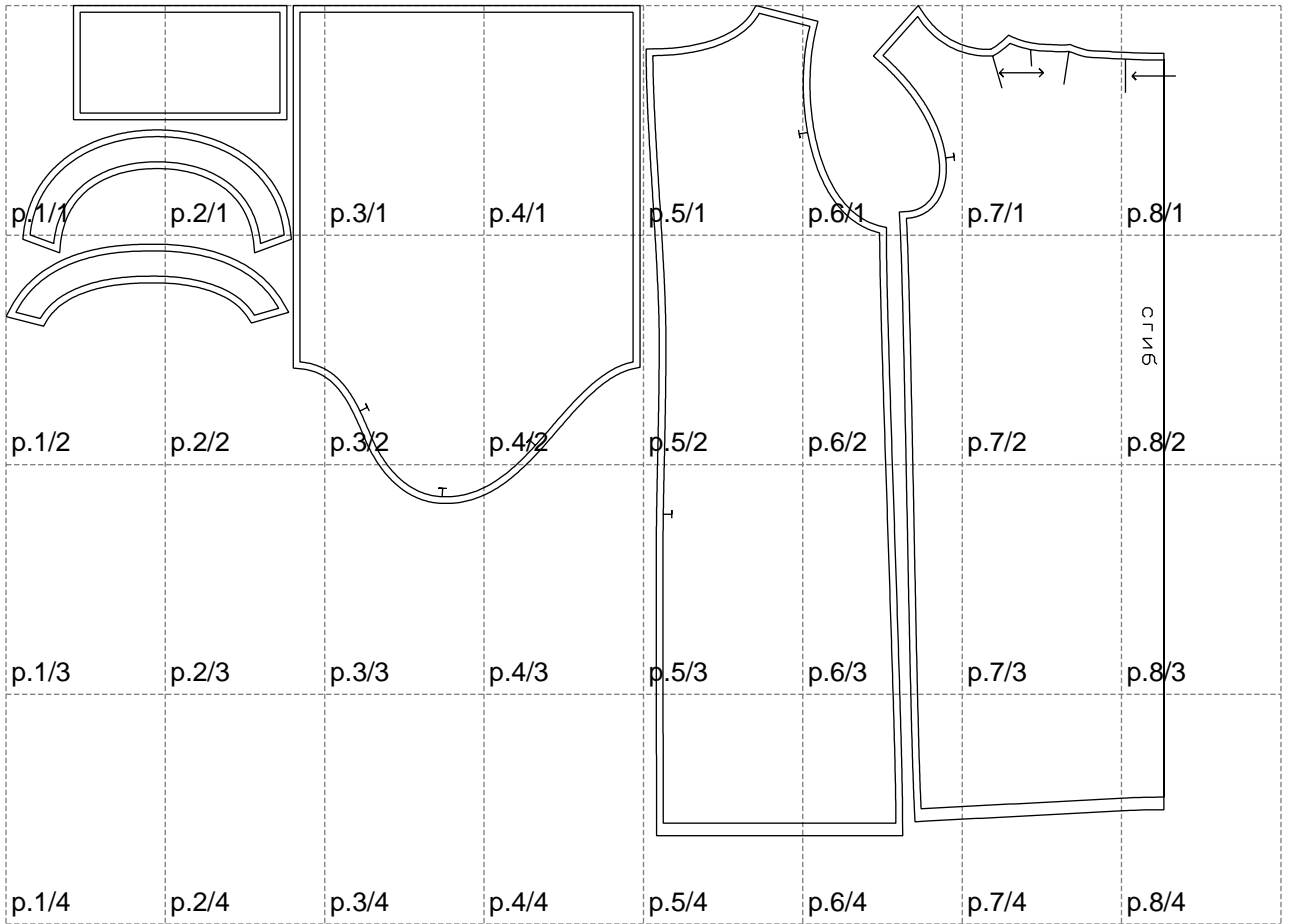 p.1/1 p.2/1 p.3/1 p.4/1 p.5/1 p.6/1 p.7/1 p.8/1
сгиб
p.1/2 p.2/2 p.3/2 p.4/2 p.5/2 p.6/2 p.7/2 p.8/2
p.1/3 p.2/3 p.3/3 p.4/3 p.5/3 p.6/3 p.7/3 p.8/3
p.1/4 p.2/4 p.3/4 p.4/4 p.5/4 p.6/4 p.7/4 p.8/4